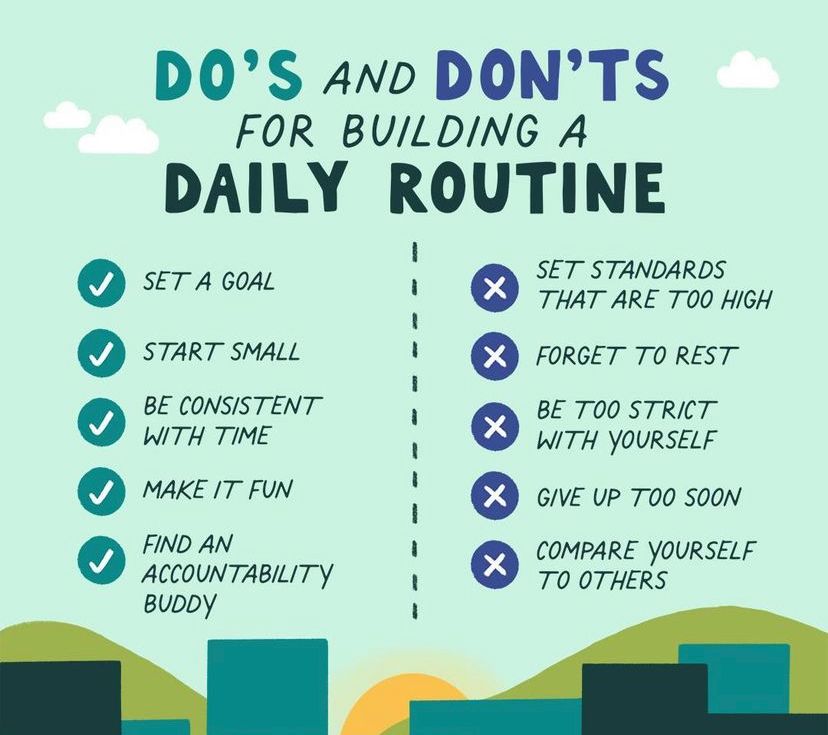 DO'S AND DON'TS
FOR BUILDING A
DAILY ROUTINE
SET A GOAL
START SMALL
BE CONSISTENT
WITH TIME
MAKE IT FUN
FIND AN
ACCOUNTABILITY
BUDDY
SET STANDARDS
THAT ARE TOO HIGH
FORGET TO REST
BE TOO STRICT
WITH YOURSELF
GIVE UP TOO SOON
COMPARE YOURSELF
TO OTHERS